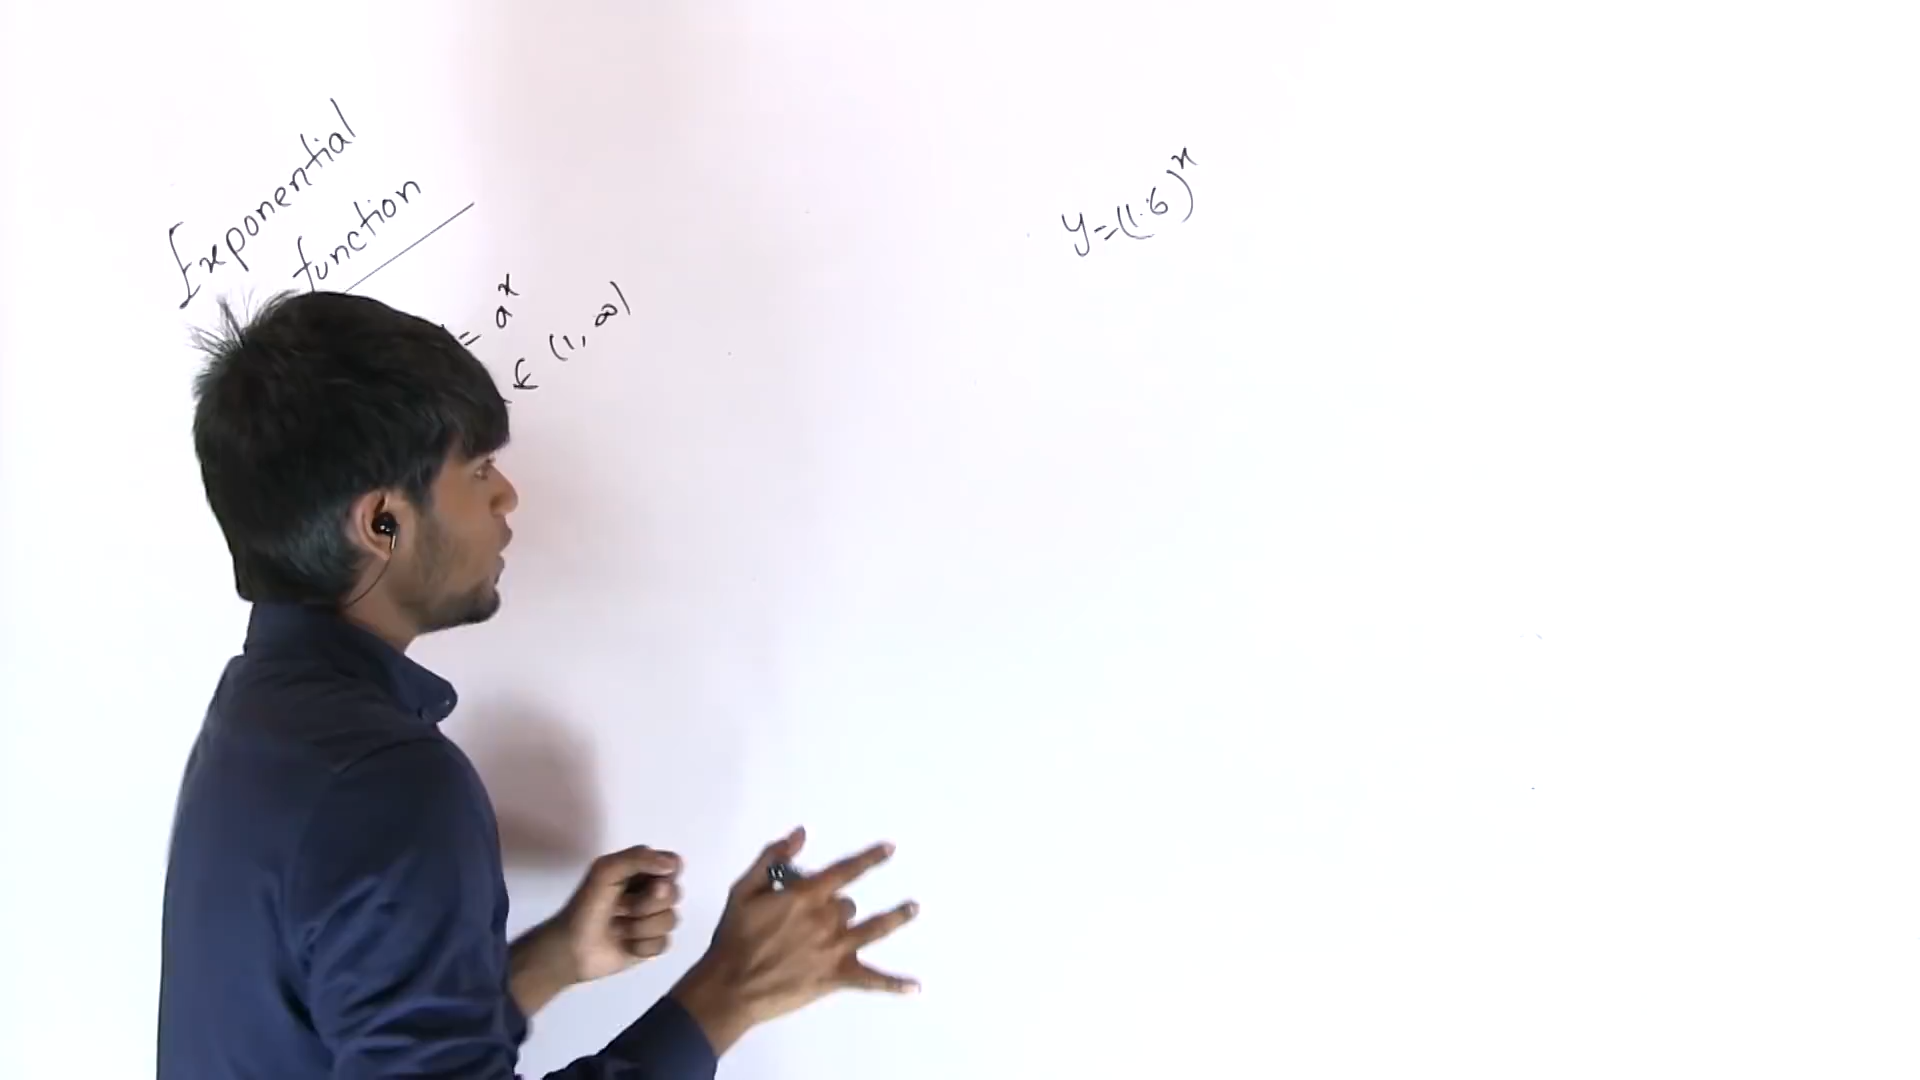 Exponential
function
= a^x
∈ (1, ∞)
y=(1.6)^x